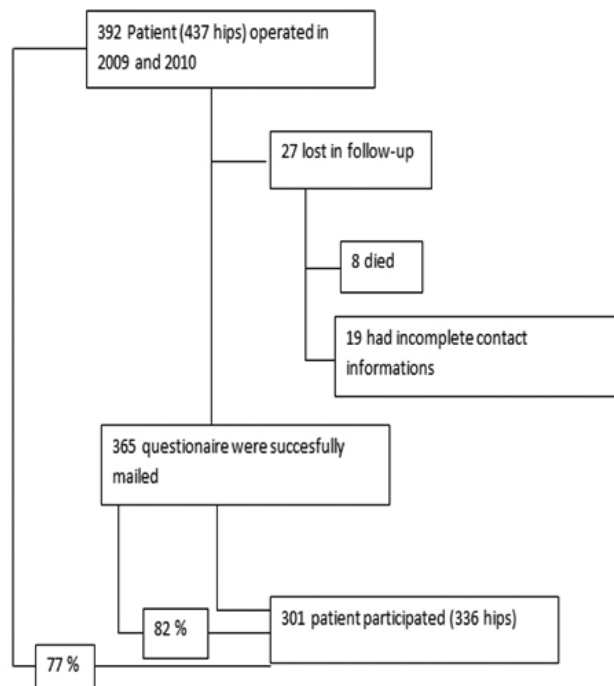 392 Patient (437 hips) operated in
2009 and 2010
27 lost in follow-up
8 died
19 had incomplete contact
informations
365 questionaire were succesfully
mailed
301 patient participated (336 hips)
82 %
77 %